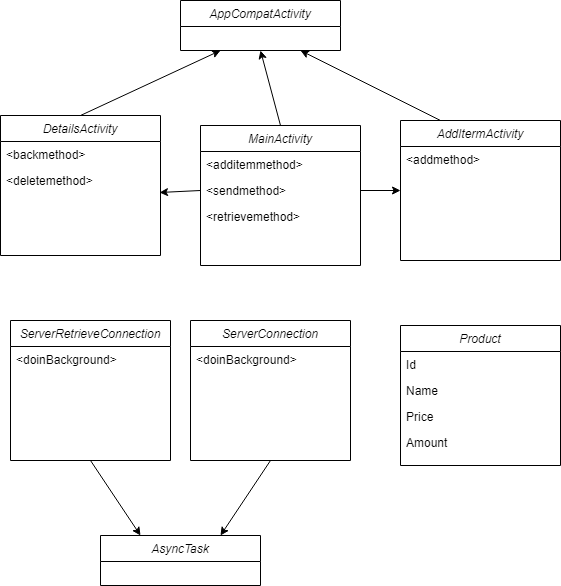 AppCompatActivity
DetailsActivity
<backmethod>
<deletemethod>
MainActivity
<additemmethod>
<sendmethod>
<retrievemethod>
AddItermActivity
<addmethod>
ServerRetrieveConnection
<doinBackground>
ServerConnection
<doinBackground>
Product
Id
Name
Price
Amount
AsyncTask